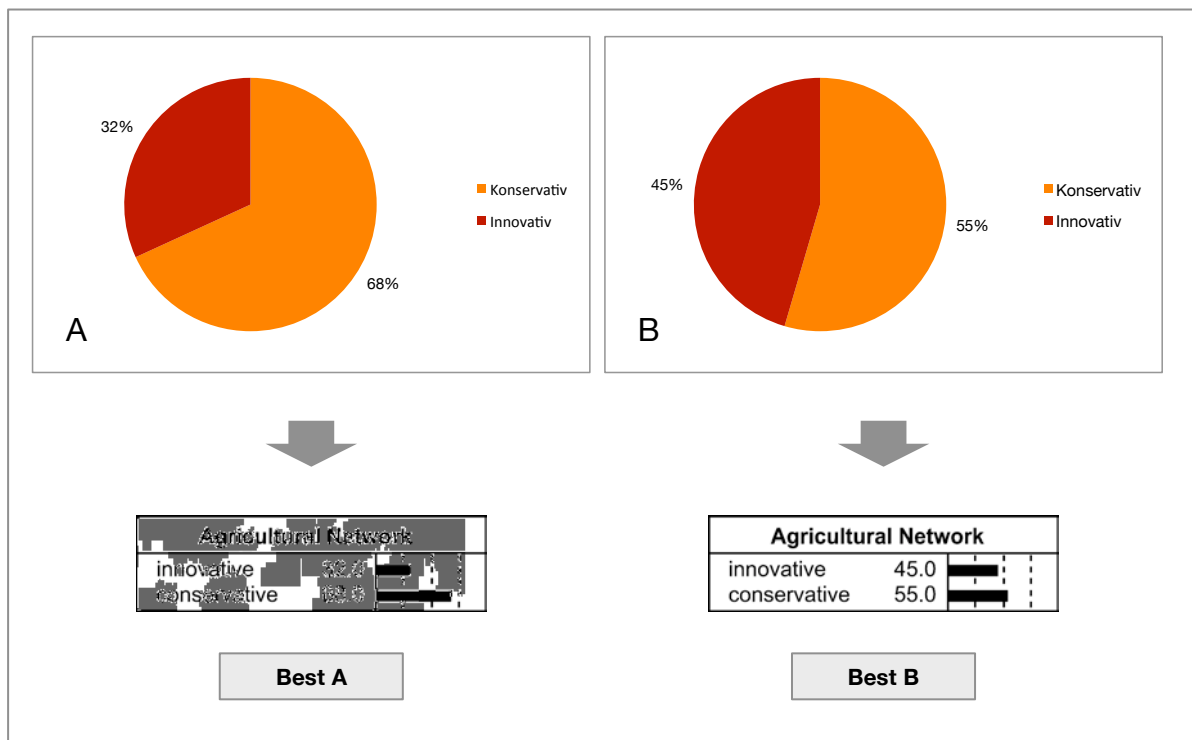 32%
68%
Konservativ
Innovativ
A
45%
55%
Konservativ
Innovativ
B
Agricultural Network
innovative
conservative
Agricultural Network
innovative 45.0
conservative 55.0
Best A
Best B